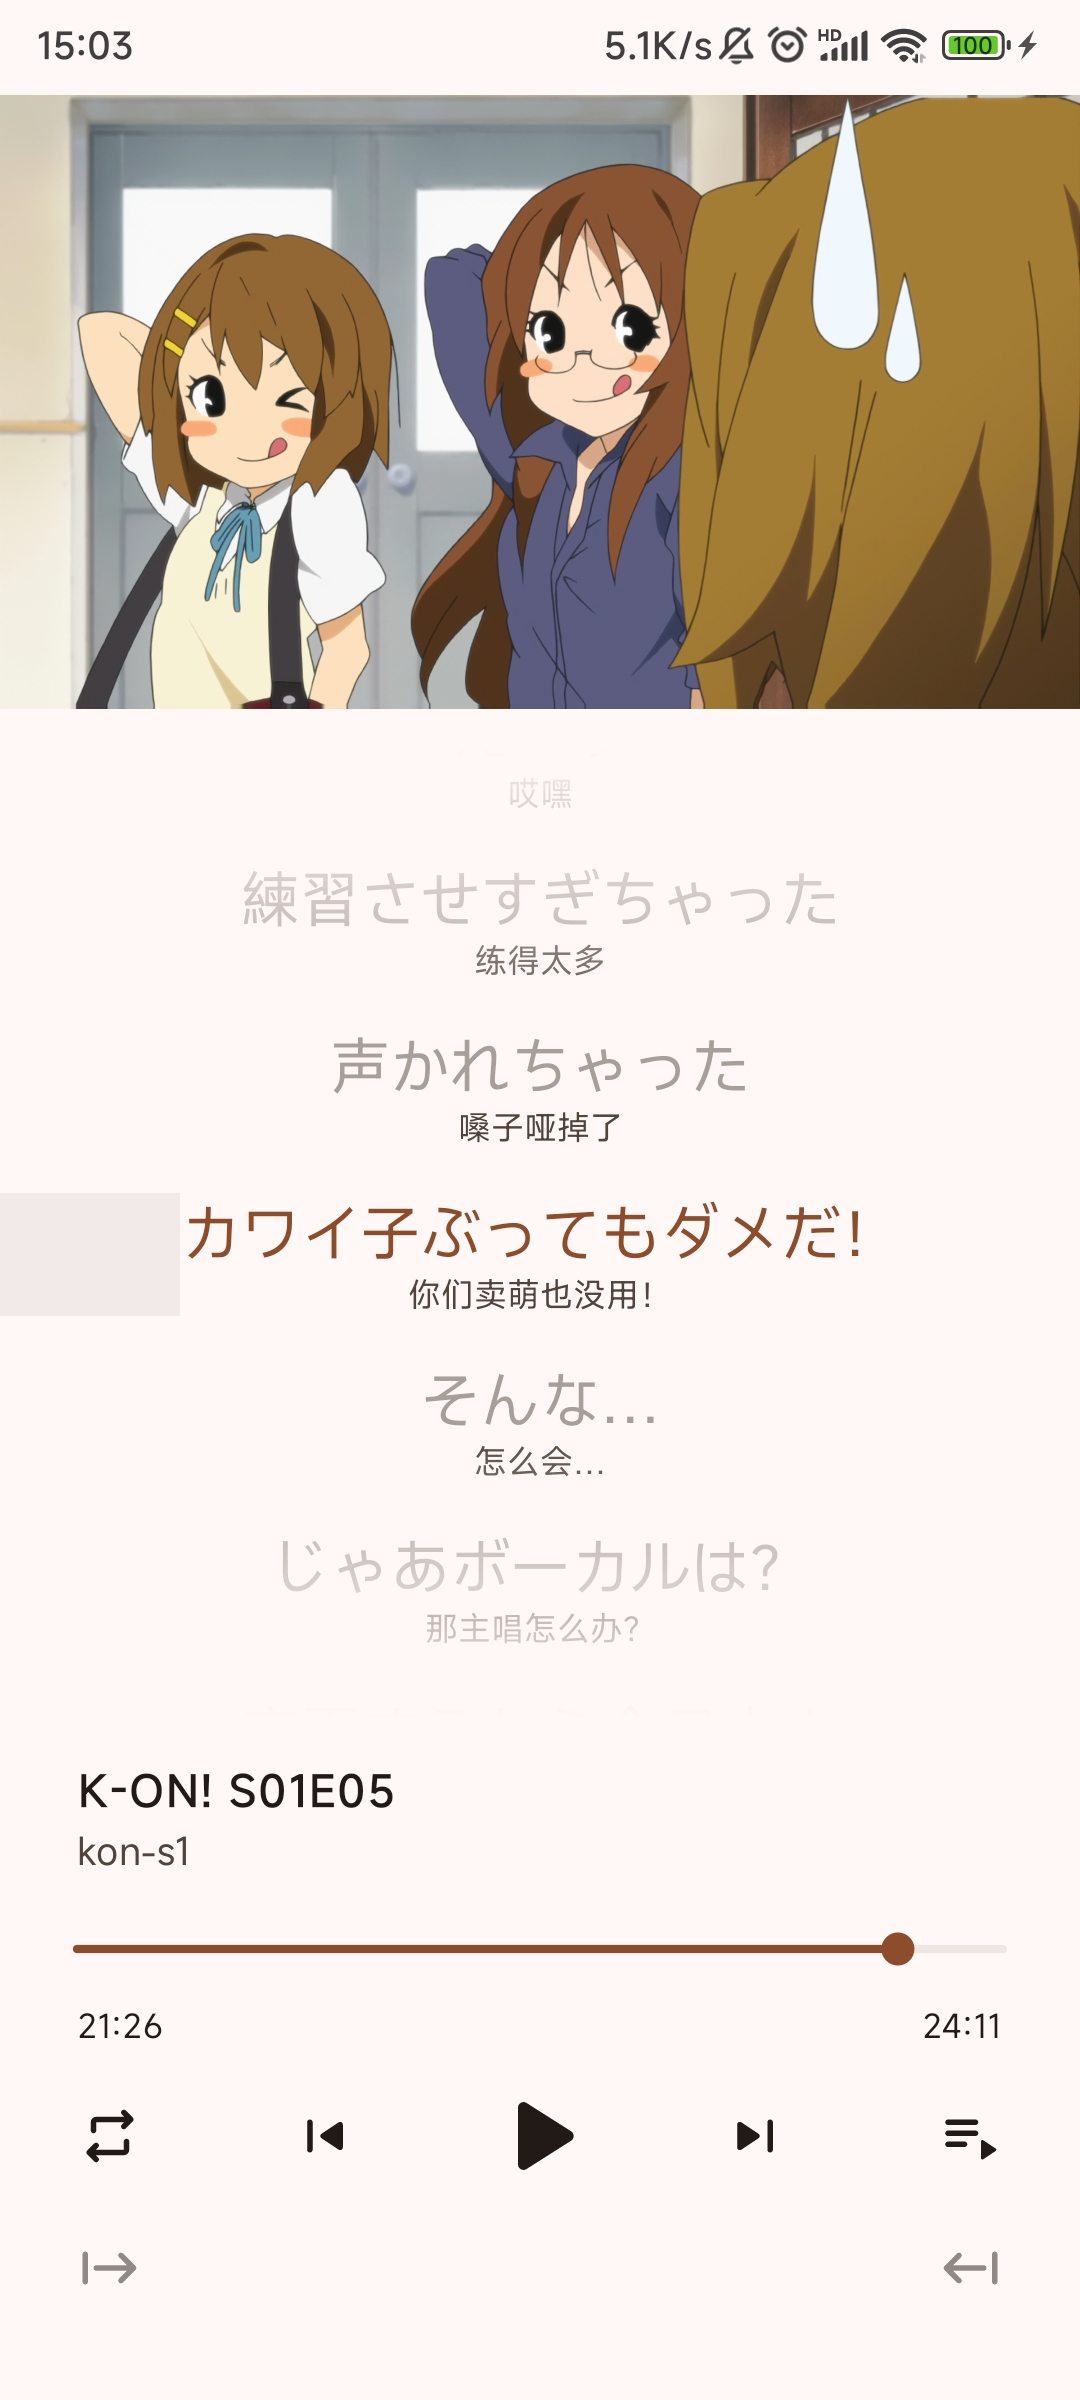 15:03
5.1K/s
HD
100
哎嘿
練習させすぎちゃった
练得太多
声かれちゃった
嗓子哑掉了
カワイ子ぶってもダメだ!
你们卖萌也没用!
そんな…
怎么会…
じゃあボーカルは?
那主唱怎么办?
K-ON! S01E05
kon-s1
21:26
24:11